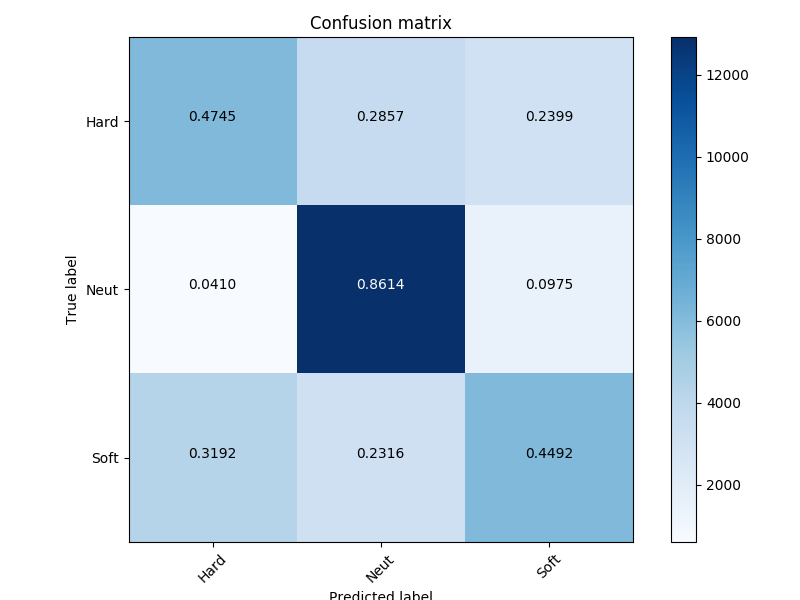 Confusion matrix
Hard
0.4745
0.2857
0.2399
Neut
0.0410
0.8614
0.0975
Soft
0.3192
0.2316
0.4492
True label
Hard
Neut
Soft
Predicted label
12000
10000
8000
6000
4000
2000